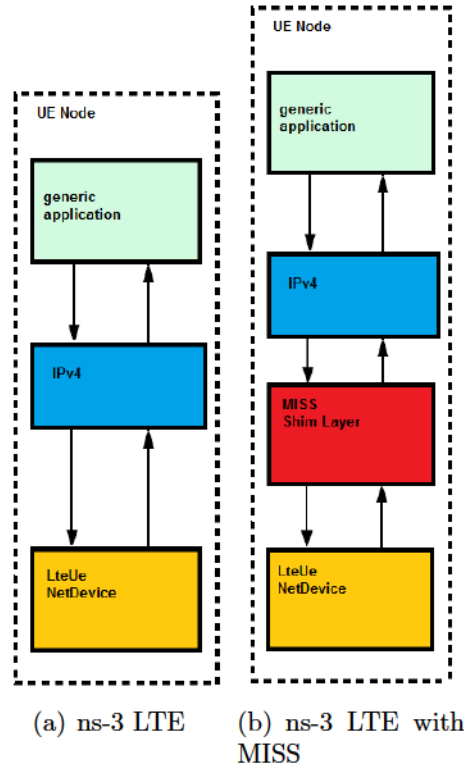 UE Node
generic
application
IPv4
LteUe
NetDevice
(a) ns-3 LTE
UE Node
generic
application
IPv4
MISS
Shim Layer
LteUe
NetDevice
(b) ns-3 LTE with
MISS